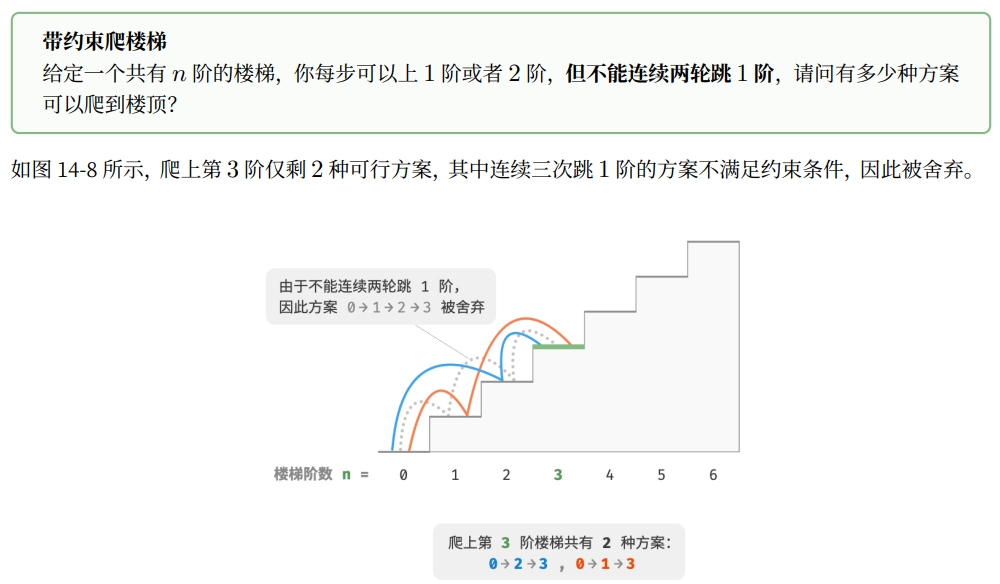 带约束爬楼梯
给定一个共有 n 阶的楼梯，你每步可以上 1 阶或者 2 阶，但不能连续两轮跳 1 阶，请问有多少种方案
可以爬到楼顶？
如图 14-8 所示，爬上第 3 阶仅剩 2 种可行方案，其中连续三次跳 1 阶的方案不满足约束条件，因此被舍弃。
由于不能连续两轮跳 1 阶，
因此方案 0→1→2→3 被舍弃
楼梯阶数 n = 0 1 2 3 4 5 6
爬上第 3 阶楼梯共有 2 种方案：
0→2→3 , 0→1→3